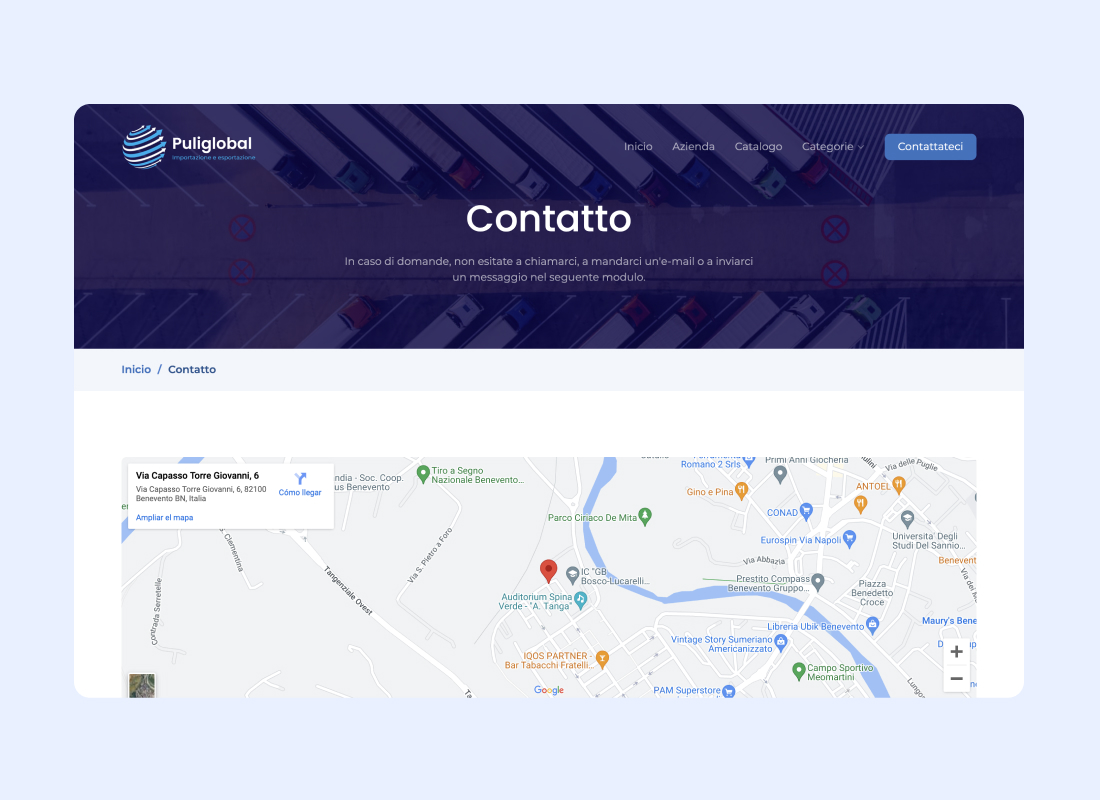 Puliglobal
Importazione e esportazione
Inicio
Azienda
Catalogo
Categorie
Contattateci
Contatto
In caso di domande, non esitate a chiamarci, a mandarci un'e-mail o a inviarci
un messaggio nel seguente modulo.
Inicio / Contatto
Via Capasso Torre Giovanni, 6
Via Capasso Torre Giovanni, 6, 82100
Benevento BN, Italia
Cómo llegar
Ampliar el mapa
ndia - Soc. Coop.
us Benevento
Tiro a Segno
Nazionale Benevento...
Romano 2 Srls
Primi Anni Giocheria
Via delle Puglie
Gino e Pina
ANTOEL
CONAD
Parco Ciriaco De Mita
Eurospin Via Napoli
Universita' Degli
Studi Del Sannio...
Clementina
Via S. Pietro a Foro
Via Abbazia
Benevent
IC "GB
Bosco-Lucarelli...
Prestito Compass
Benevento Gruppo...
Piazza
Benedetto
Croce
Tangenziale Ovest
Contrada Serretelle
Auditorium Spina
Verde - "A. Tanga"
Libreria Ubik Benevento
Maury's Bene
Vintage Story Sumeriano
Americanizzato
IQOS PARTNER -
Bar Tabacchi Fratelli...
Campo Sportivo
Meomartini
Google
PAM Superstore
+
−